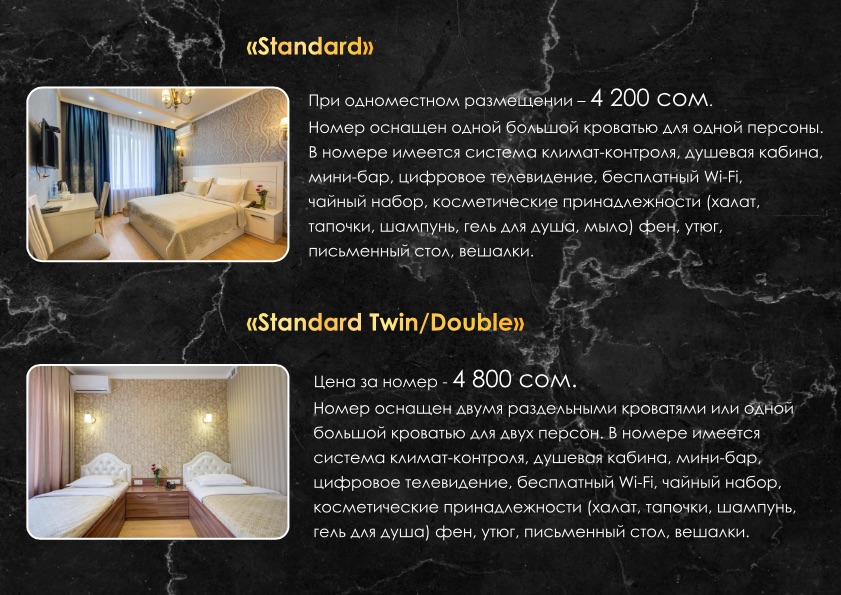 «Standard»
При одноместном размещении – 4 200 сом.
Номер оснащен одной большой кроватью для одной персоны.
В номере имеется система климат-контроля, душевая кабина,
мини-бар, цифровое телевидение, бесплатный Wi-Fi,
чайный набор, косметические принадлежности (халат,
тапочки, шампунь, гель для душа, мыло) фен, утюг,
письменный стол, вешалки.
«Standard Twin/Double»
Цена за номер - 4 800 сом.
Номер оснащен двумя раздельными кроватями или одной
большой кроватью для двух персон. В номере имеется
система климат-контроля, душевая кабина, мини-бар,
цифровое телевидение, бесплатный Wi-Fi, чайный набор,
косметические принадлежности (халат, тапочки, шампунь,
гель для душа) фен, утюг, письменный стол, вешалки.